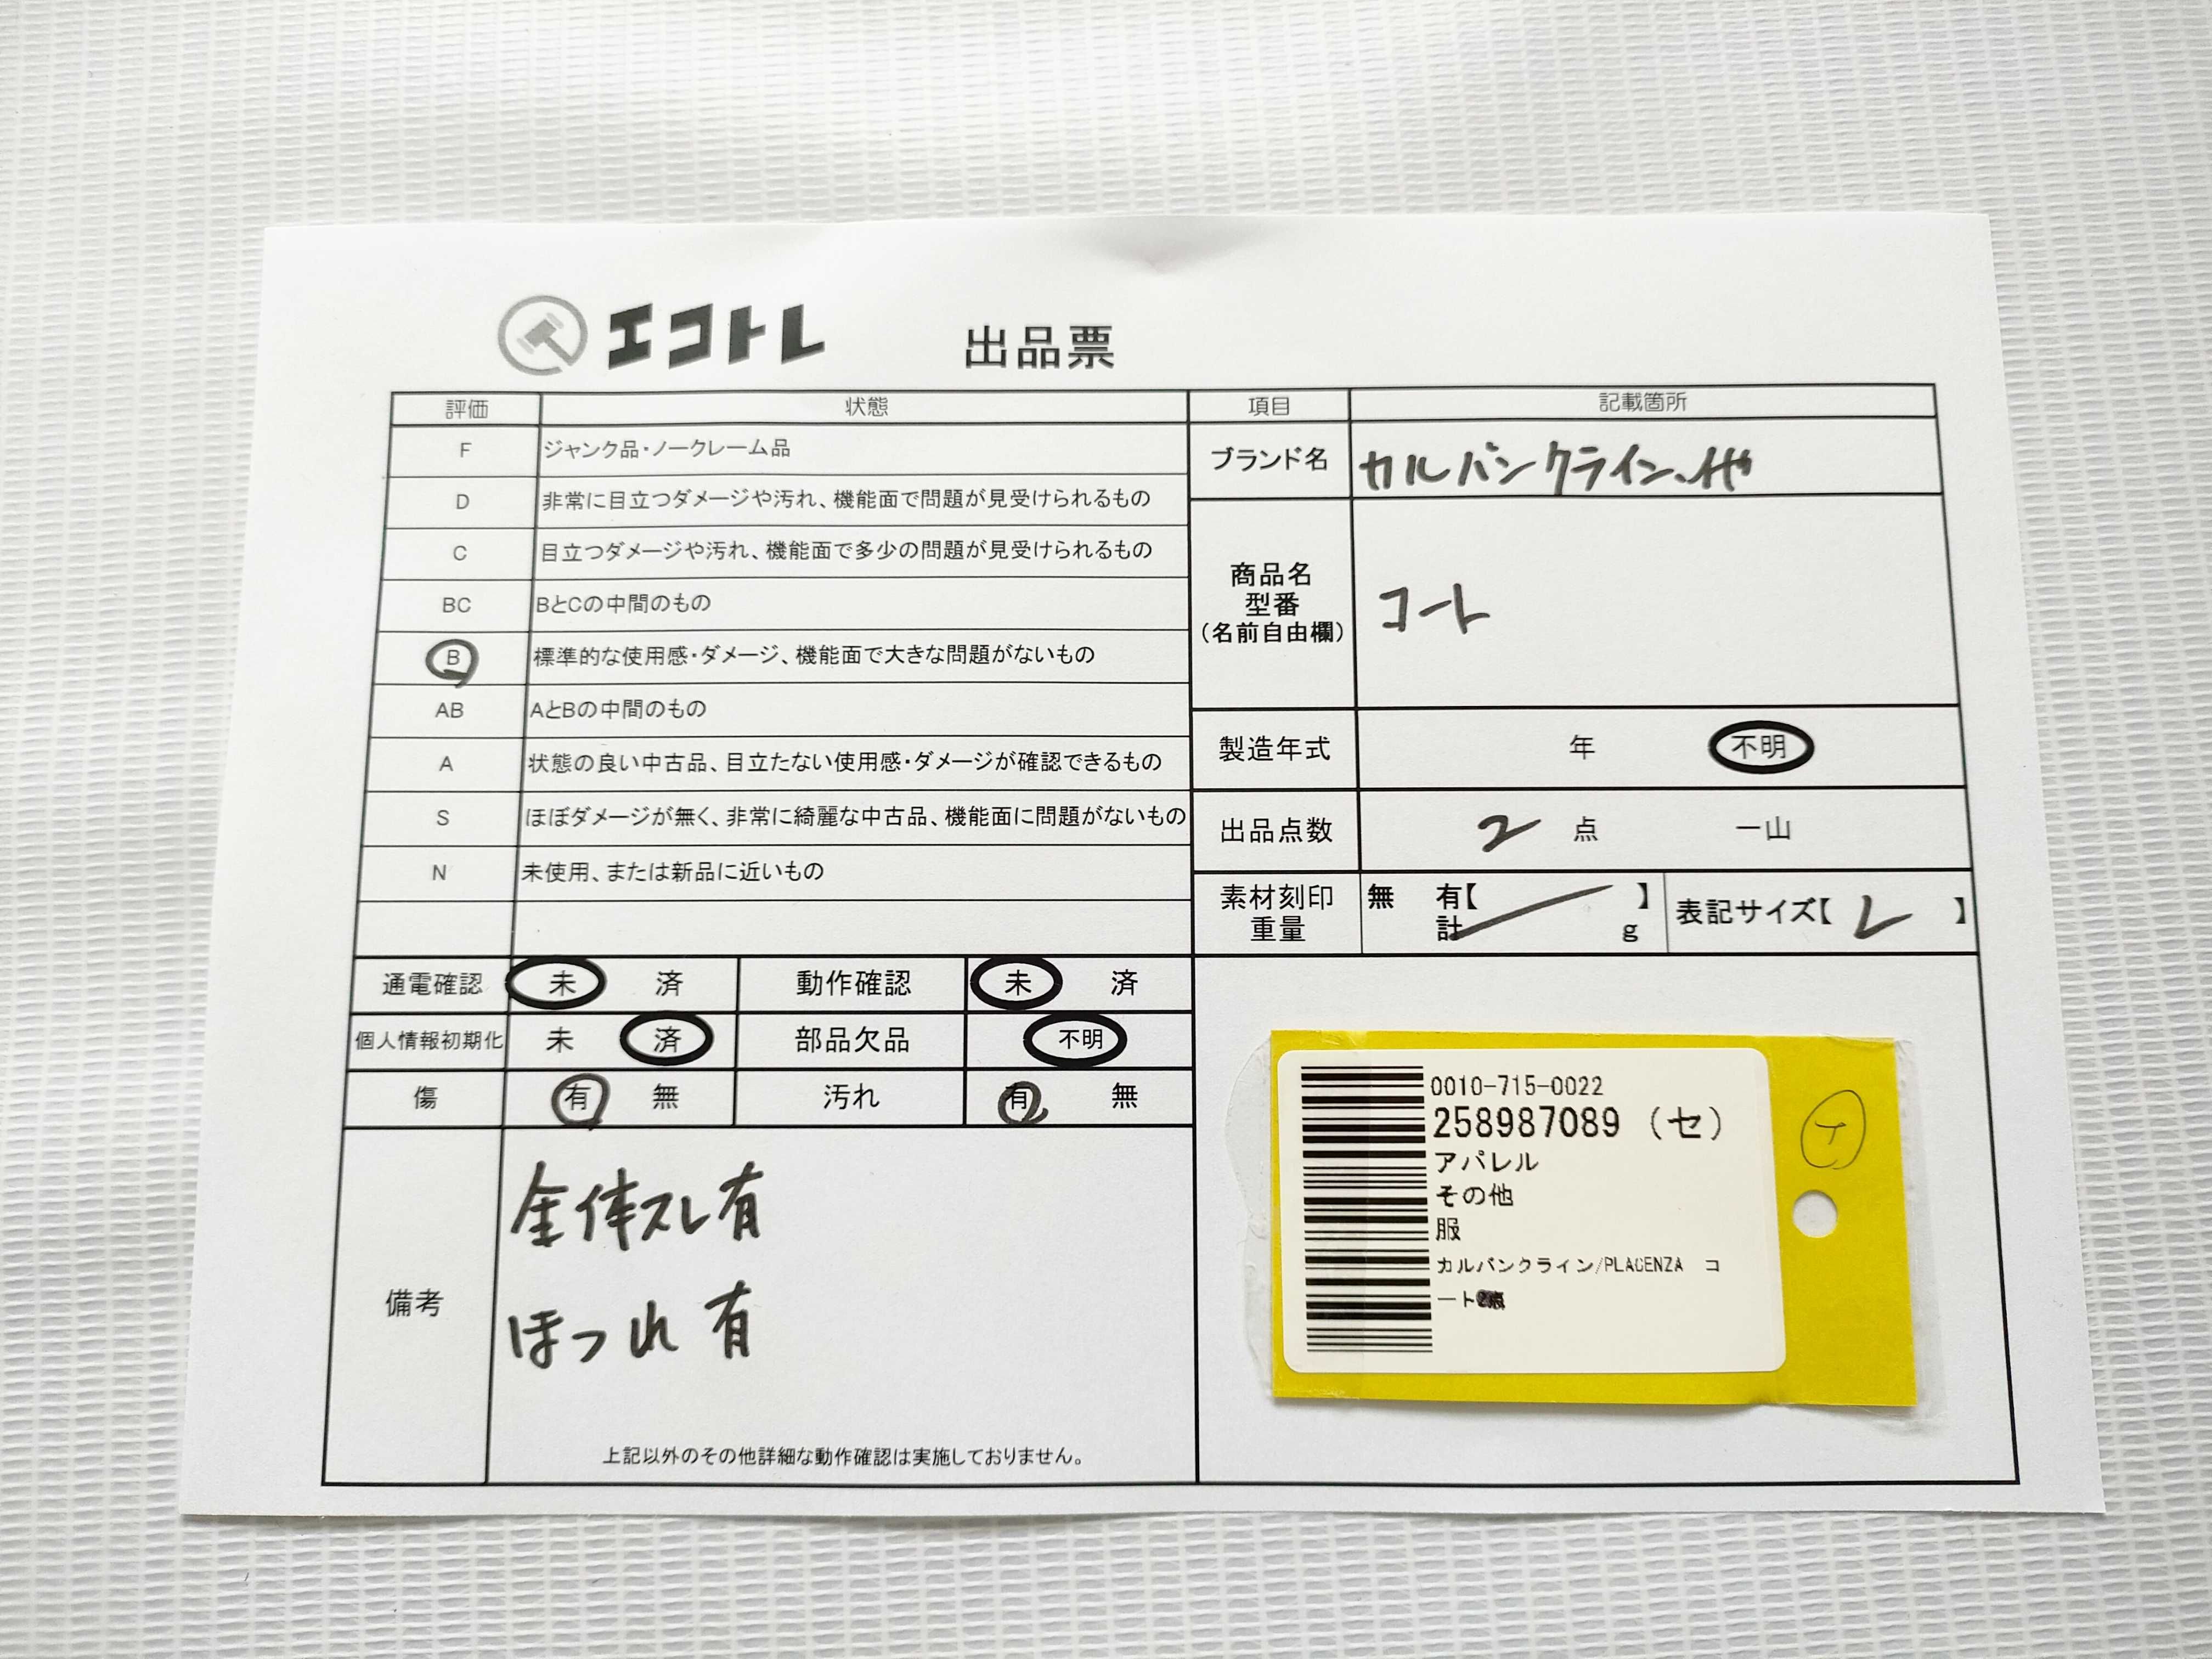 エコトレ 出品票
評価 状態 項目 記載箇所
F ジャンク品・ノークレーム品
D 非常に目立つダメージや汚れ、機能面で問題が見受けられるもの
C 目立つダメージや汚れ、機能面で多少の問題が見受けられるもの
BC BとCの中間のもの
B 標準的な使用感・ダメージ、機能面で大きな問題がないもの
AB AとBの中間のもの
A 状態の良い中古品、目立たない使用感・ダメージが確認できるもの
S ほぼダメージが無く、非常に綺麗な中古品、機能面に問題がないもの
N 未使用、または新品に近いもの
ブランド名 カルバンクライン、他
商品名
型番
(名前自由欄)
コート
製造年式 年 不明
出品点数 2 点 一山
素材刻印 無 有【 】
重量 計 g
表記サイズ【 L 】
通電確認 未 済 動作確認 未 済
個人情報初期化 未 済 部品欠品 不明
傷 有 無 汚れ 有 無
備考
全体スレ有
ほつれ有
上記以外のその他詳細な動作確認は実施しておりません。
0010-715-0022
258987089 (セ)
アパレル
その他
服
カルバンクライン/PLACENZA コ
ート
イ